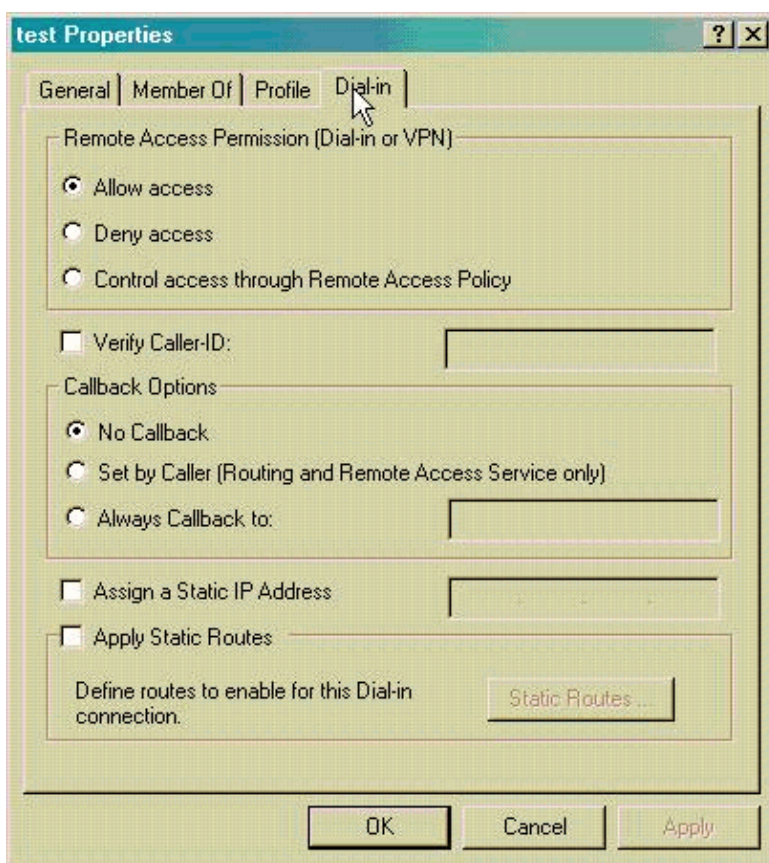 test Properties
General Member Of Profile Dial-in
Remote Access Permission (Dial-in or VPN)
Allow access
Deny access
Control access through Remote Access Policy
Verify Caller-ID:
Callback Options
No Callback
Set by Caller (Routing and Remote Access Service only)
Always Callback to:
Assign a Static IP Address
Apply Static Routes
Define routes to enable for this Dial-in
connection.
Static Routes ...
OK Cancel Apply